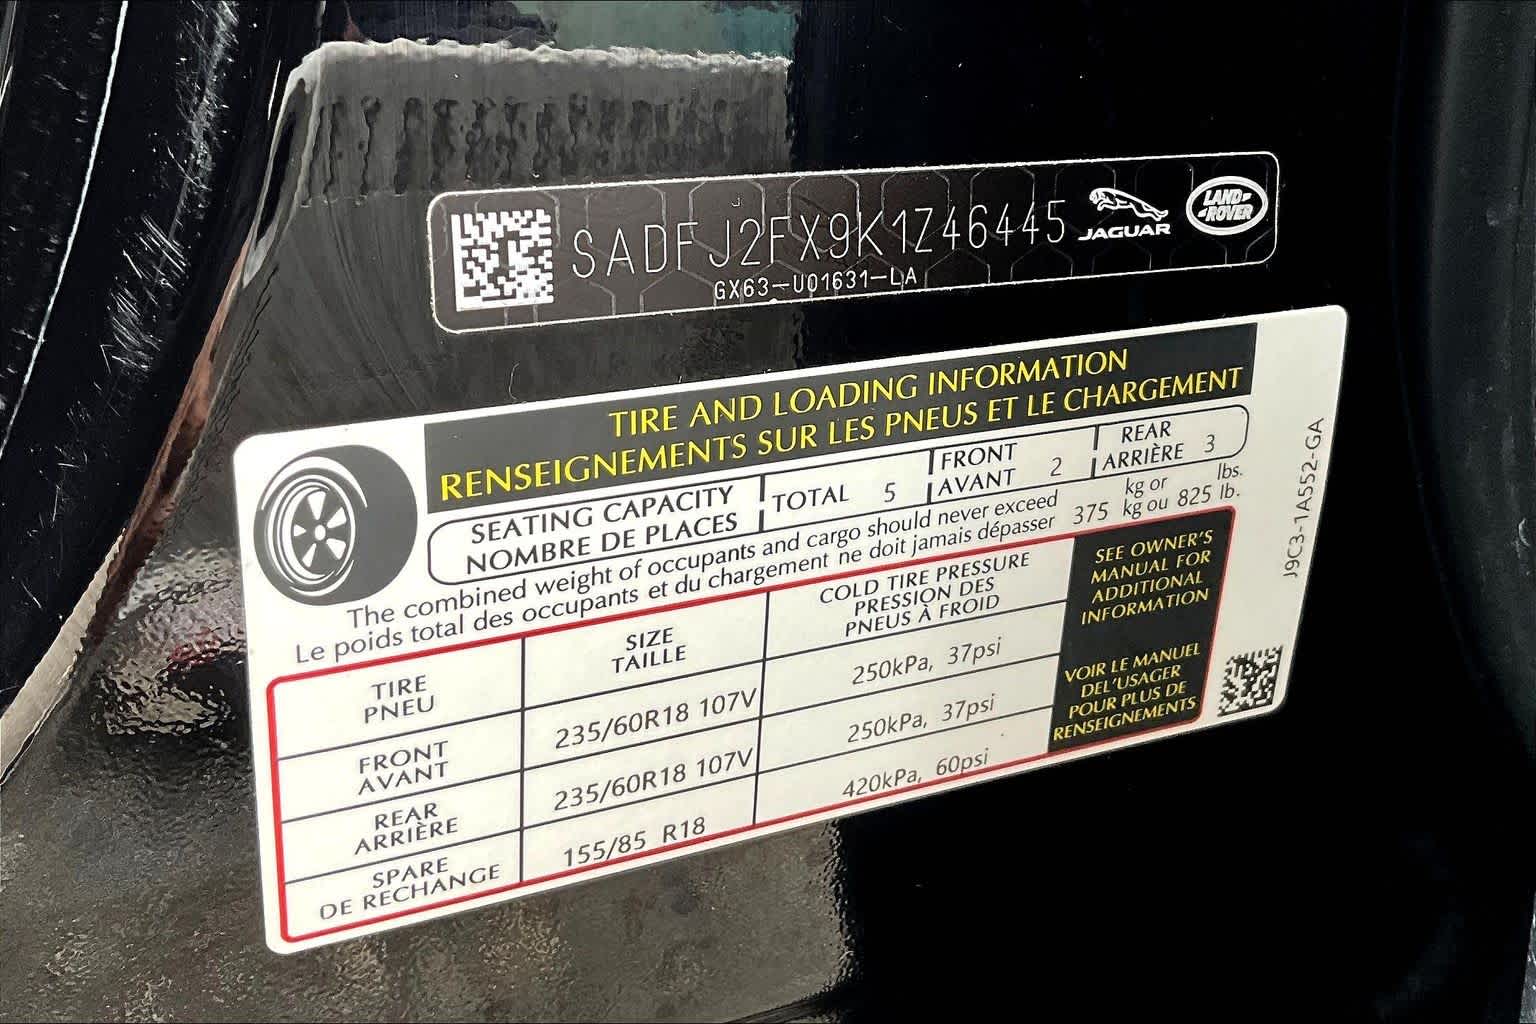 SADFJ2FX9K1Z46445
JAGUAR
LAND ROVER
GX63-U01631-LA
TIRE AND LOADING INFORMATION
RENSEIGNEMENTS SUR LES PNEUS ET LE CHARGEMENT
SEATING CAPACITY
NOMBRE DE PLACES
TOTAL 5
FRONT
AVANT 2
REAR
ARRIÈRE 3
The combined weight of occupants and cargo should never exceed
Le poids total des occupants et du chargement ne doit jamais dépasser
375 kg or 825 lbs.
kg ou lb.
TIRE
PNEU
SIZE
TAILLE
COLD TIRE PRESSURE
PRESSION DES
PNEUS À FROID
FRONT
AVANT
235/60R18 107V
250kPa, 37psi
REAR
ARRIÈRE
235/60R18 107V
250kPa, 37psi
SPARE
DE RECHANGE
155/85 R18
420kPa, 60psi
SEE OWNER'S
MANUAL FOR
ADDITIONAL
INFORMATION
VOIR LE MANUEL
DEL'USAGER
POUR PLUS DE
RENSEIGNEMENTS
J9C3-1A552-GA